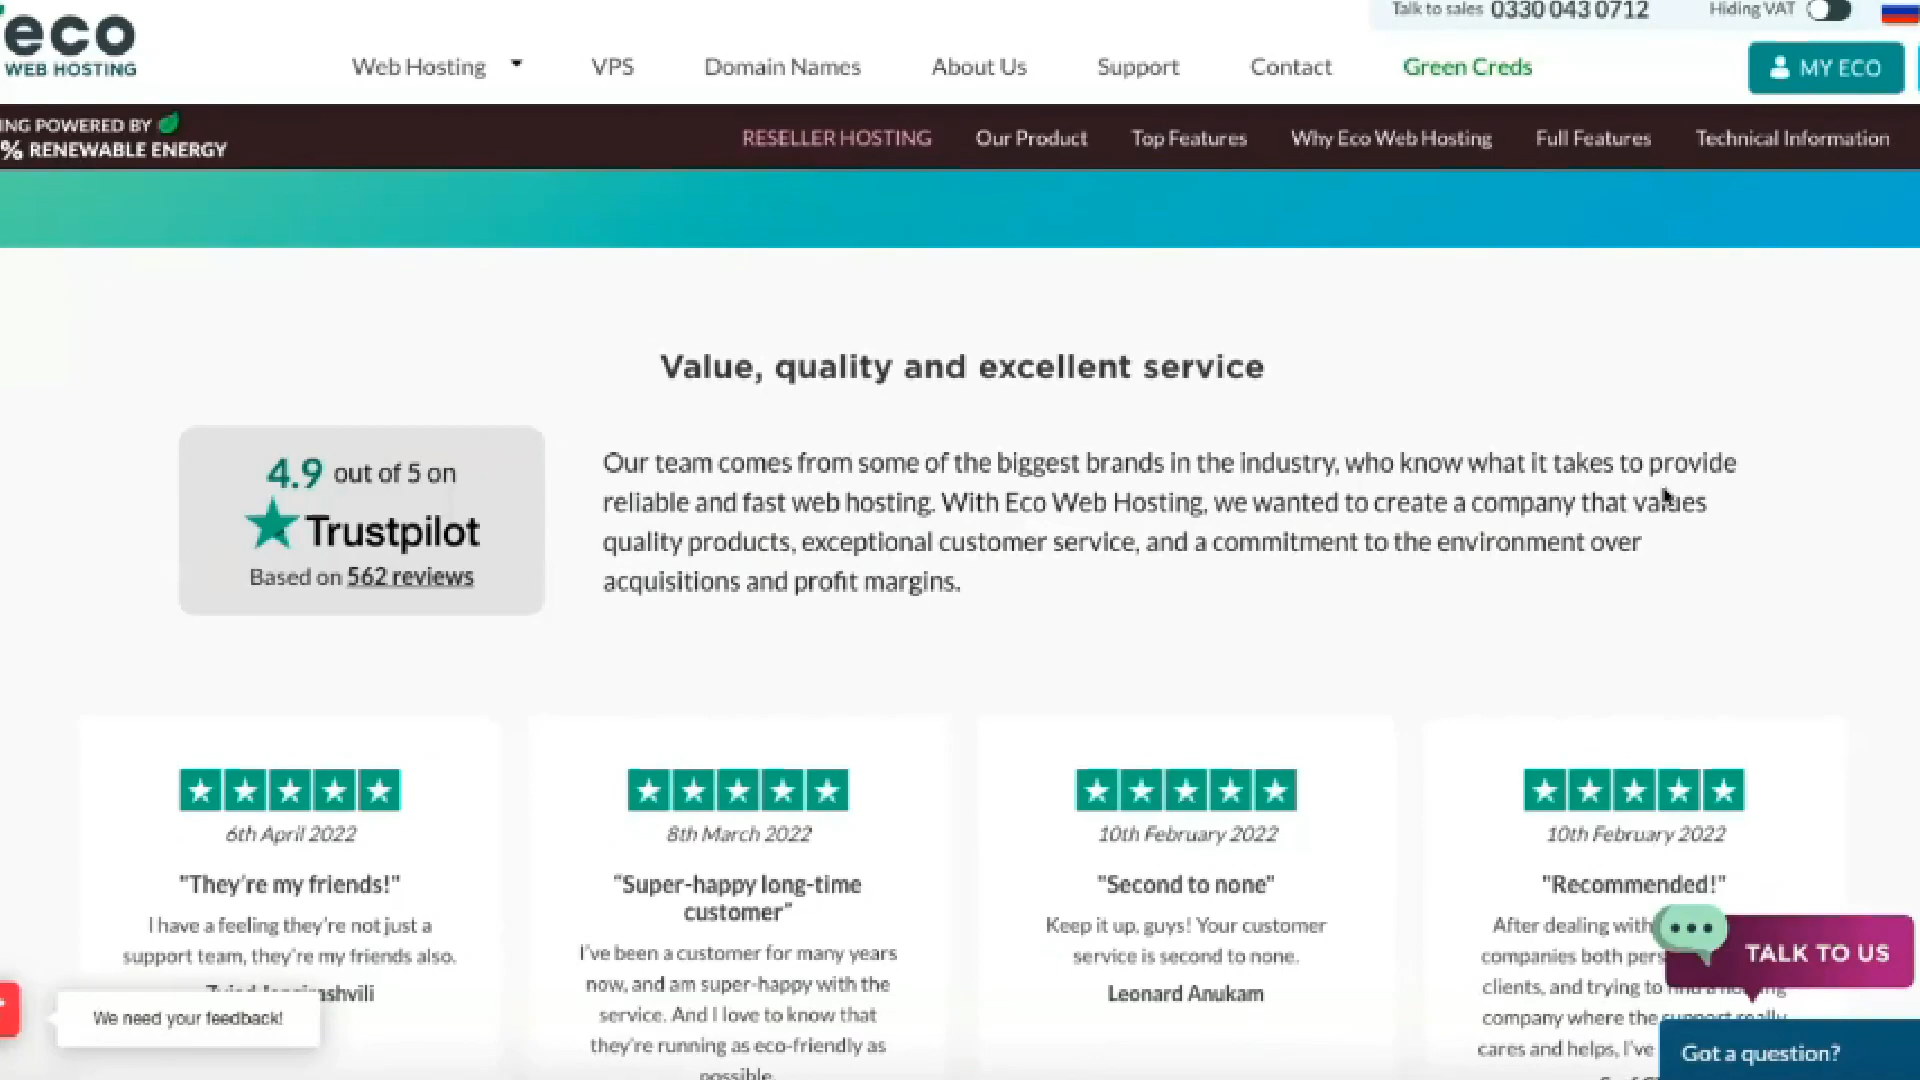 Talk to sales 0330 043 0712
Hiding VAT
eco
WEB HOSTING
Web Hosting
VPS
Domain Names
About Us
Support
Contact
Green Creds
MY ECO
ING POWERED BY
% RENEWABLE ENERGY
RESELLER HOSTING
Our Product
Top Features
Why Eco Web Hosting
Full Features
Technical Information
Value, quality and excellent service
4.9 out of 5 on
Trustpilot
Based on 562 reviews
Our team comes from some of the biggest brands in the industry, who know what it takes to provide
reliable and fast web hosting. With Eco Web Hosting, we wanted to create a company that values
quality products, exceptional customer service, and a commitment to the environment over
acquisitions and profit margins.
6th April 2022
"They're my friends!"
I have a feeling they're not just a
support team, they're my friends also.
8th March 2022
"Super-happy long-time
customer"
I've been a customer for many years
now, and am super-happy with the
service. And I love to know that
they're running as eco-friendly as
possible.
10th February 2022
"Second to none"
Keep it up, guys! Your customer
service is second to none.
Leonard Anukam
10th February 2022
"Recommended!"
After dealing with
companies both pers
clients, and trying to
company where the support really
cares and helps, I've
TALK TO US
Got a question?
We need your feedback!